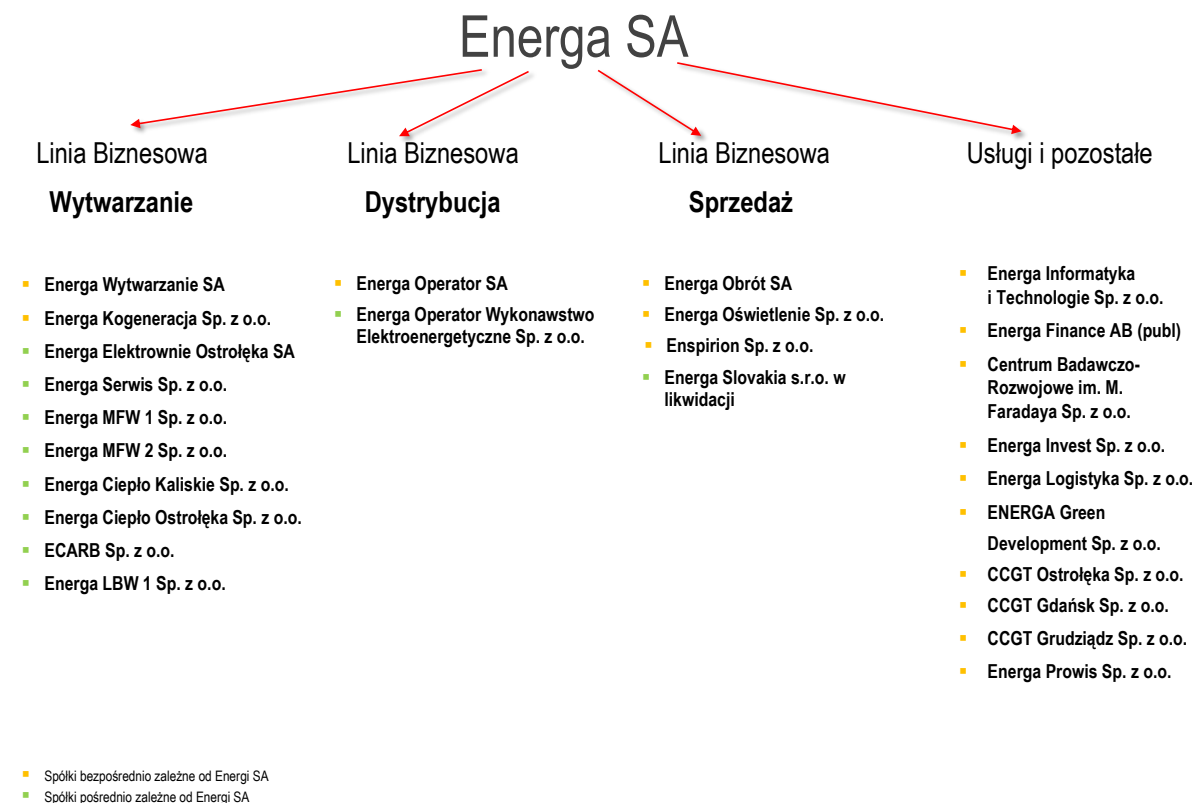 Energa SA
Linia Biznesowa
Wytwarzanie
Energa Wytwarzanie SA
Energa Kogeneracja Sp. z o.o.
Energa Elektrownie Ostrołęka SA
Energa Serwis Sp. z o.o.
Energa MFW 1 Sp. z o.o.
Energa MFW 2 Sp. z o.o.
Energa Ciepło Kaliskie Sp. z o.o.
Energa Ciepło Ostrołęka Sp. z o.o.
ECARB Sp. z o.o.
Energa LBW 1 Sp. z o.o.
Linia Biznesowa
Dystrybucja
Energa Operator SA
Energa Operator Wykonawstwo
Elektroenergetyczne Sp. z o.o.
Linia Biznesowa
Sprzedaż
Energa Obrót SA
Energa Oświetlenie Sp. z o.o.
Enspirion Sp. z o.o.
Energa Slovakia s.r.o. w
likwidacji
Usługi i pozostałe
Energa Informatyka
i Technologie Sp. z o.o.
Energa Finance AB (publ)
Centrum Badawczo-
Rozwojowe im. M.
Faradaya Sp. z o.o.
Energa Invest Sp. z o.o.
Energa Logistyka Sp. z o.o.
ENERGA Green
Development Sp. z o.o.
CCGT Ostrołęka Sp. z o.o.
CCGT Gdańsk Sp. z o.o.
CCGT Grudziądz Sp. z o.o.
Energa Prowis Sp. z o.o.
Spółki bezpośrednio zależne od Energi SA
Spółki pośrednio zależne od Energi SA